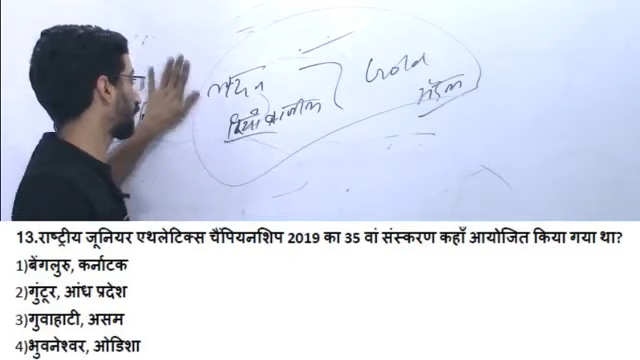 13.राष्ट्रीय जूनियर एथलेटिक्स चैंपियनशिप 2019 का 35 वां संस्करण कहाँ आयोजित किया गया था?
1)बेंगलुरु, कर्नाटक
2)गुंटूर, आंध्र प्रदेश
3)गुवाहाटी, असम
4)भुवनेश्वर, ओडिशा